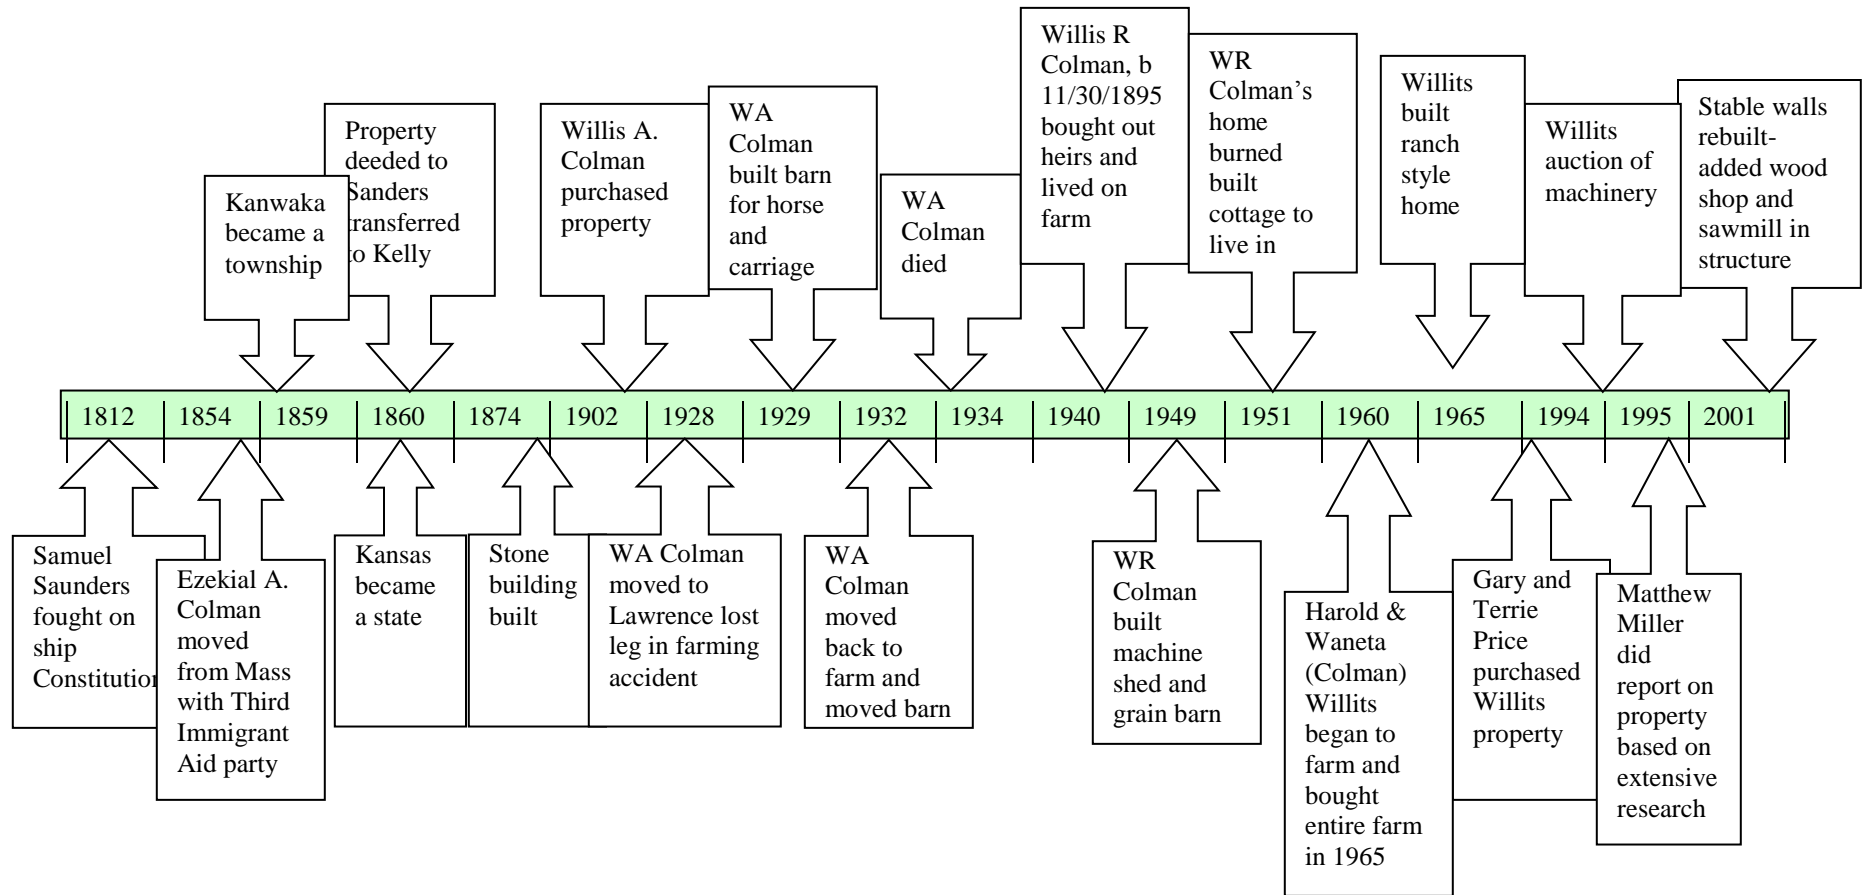 Kanwaka
became a
township
Property
deeded to
Sanders
transferred
to Kelly
Willis A.
Colman
purchased
property
WA
Colman
built barn
for horse
and
carriage
WA
Colman
died
Willis R
Colman, b
11/30/1895
bought out
heirs and
lived on
farm
WR
Colman’s
home
burned
built
cottage to
live in
Willits
built
ranch
style
home
Willits
auction of
machinery
Stable walls
rebuilt-
added wood
shop and
sawmill in
structure
1812 1854 1859 1860 1874 1902 1928 1929 1932 1934 1940 1949 1951 1960 1965 1994 1995 2001
Samuel
Saunders
fought on
ship
Constitution
Ezekial A.
Colman
moved
from Mass
with Third
Immigrant
Aid party
Kansas
became
a state
Stone
building
built
WA Colman
moved to
Lawrence lost
leg in farming
accident
WA
Colman
moved
back to
farm and
moved barn
WR
Colman
built
machine
shed and
grain barn
Harold &
Waneta
(Colman)
Willits
began to
farm and
bought
entire farm
in 1965
Gary and
Terrie
Price
purchased
Willits
property
Matthew
Miller
did
report on
property
based on
extensive
research